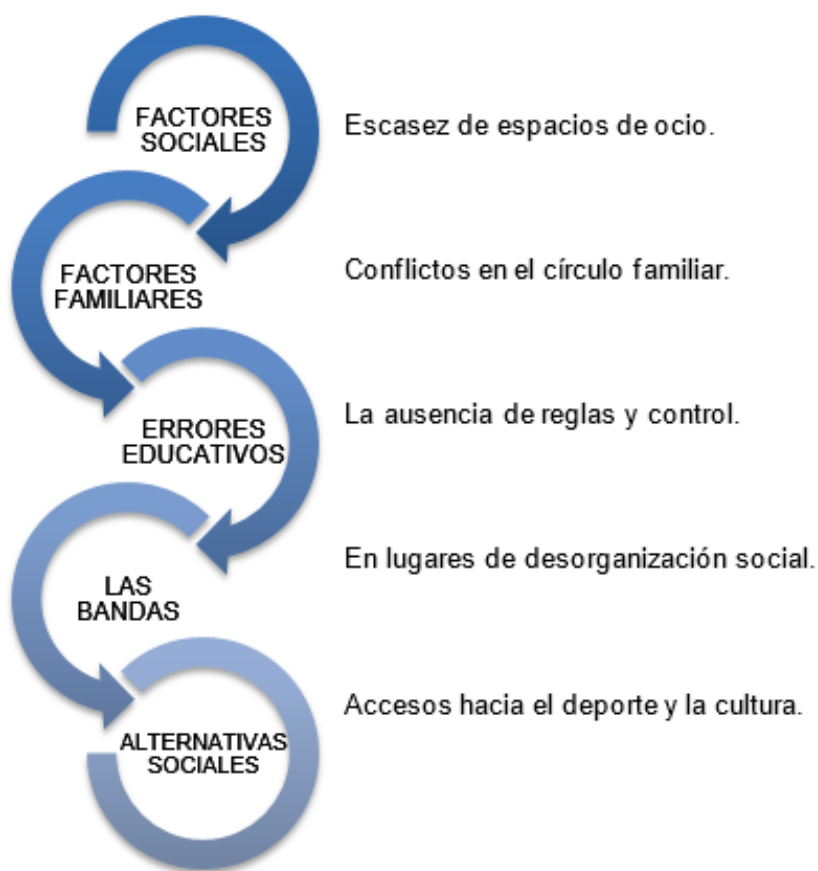 FACTORES
SOCIALES
Escasez de espacios de ocio.
FACTORES
FAMILIARES
Conflictos en el círculo familiar.
ERRORES
EDUCATIVOS
La ausencia de reglas y control.
LAS
BANDAS
En lugares de desorganización social.
ALTERNATIVAS
SOCIALES
Accesos hacia el deporte y la cultura.